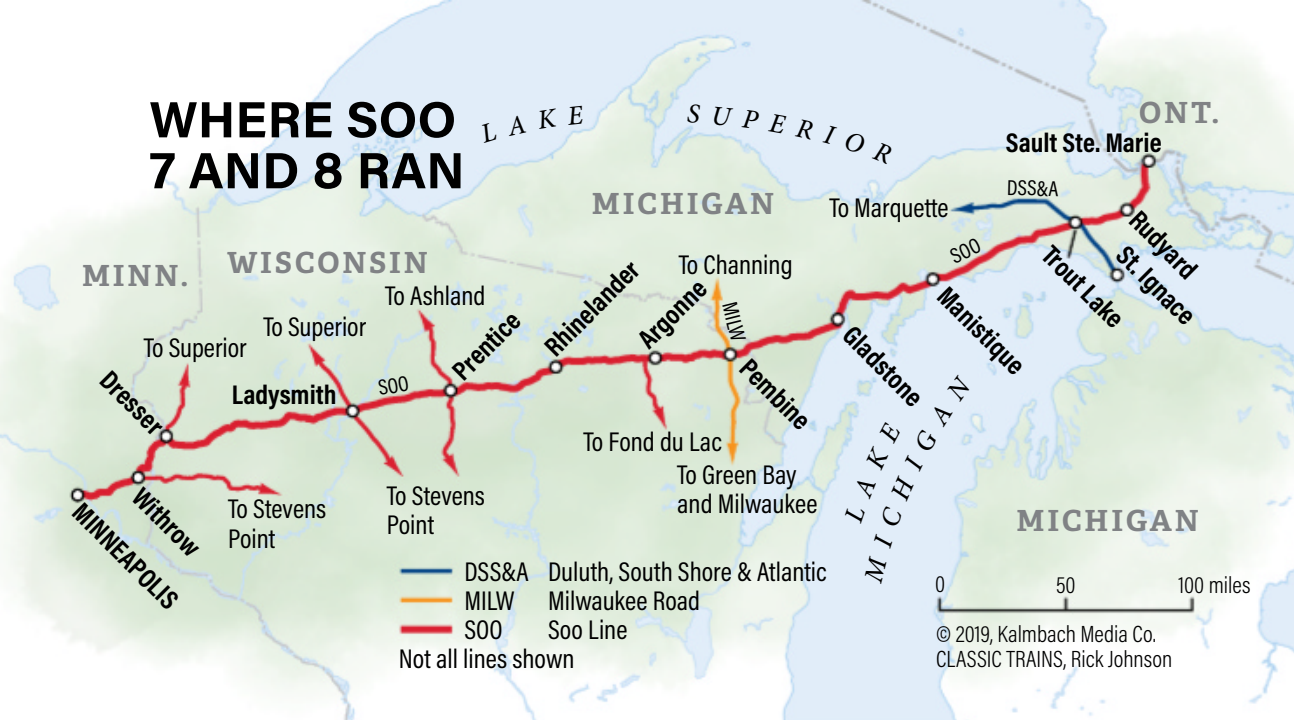 WHERE SOO
7 AND 8 RAN
LAKE SUPERIOR
ONT.
Sault Ste. Marie
DSS&A
To Marquette
MICHIGAN
Rudyard
St. Ignace
Trout Lake
SOO
Manistique
MINN.
WISCONSIN
To Channing
MILW
To Ashland
Rhinelander
Argonne
To Superior
Prentice
To Superior
Gladstone
Pembine
Dresser
Ladysmith
SOO
LAKE
MICHIGAN
To Fond du Lac
To Green Bay
and Milwaukee
To Stevens
Point
To Stevens
Point
Withrow
MINNEAPOLIS
MICHIGAN
DSS&A Duluth, South Shore & Atlantic
MILW Milwaukee Road
SOO Soo Line
Not all lines shown
0 50 100 miles
© 2019, Kalmbach Media Co.
CLASSIC TRAINS, Rick Johnson